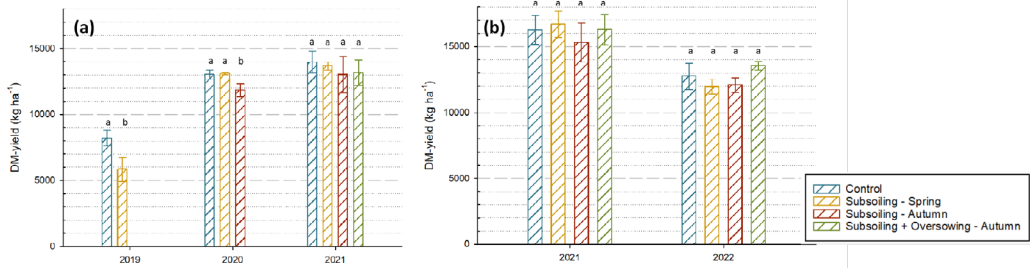 (a)
DM-yield (kg ha⁻¹)
15000
10000
5000
0
a b
a a b
a a a a
2019 2020 2021
(b)
DM-yield (kg ha⁻¹)
15000
10000
5000
0
a a a a
a a a a
2021 2022
Control
Subsoiling - Spring
Subsoiling - Autumn
Subsoiling + Oversowing - Autumn